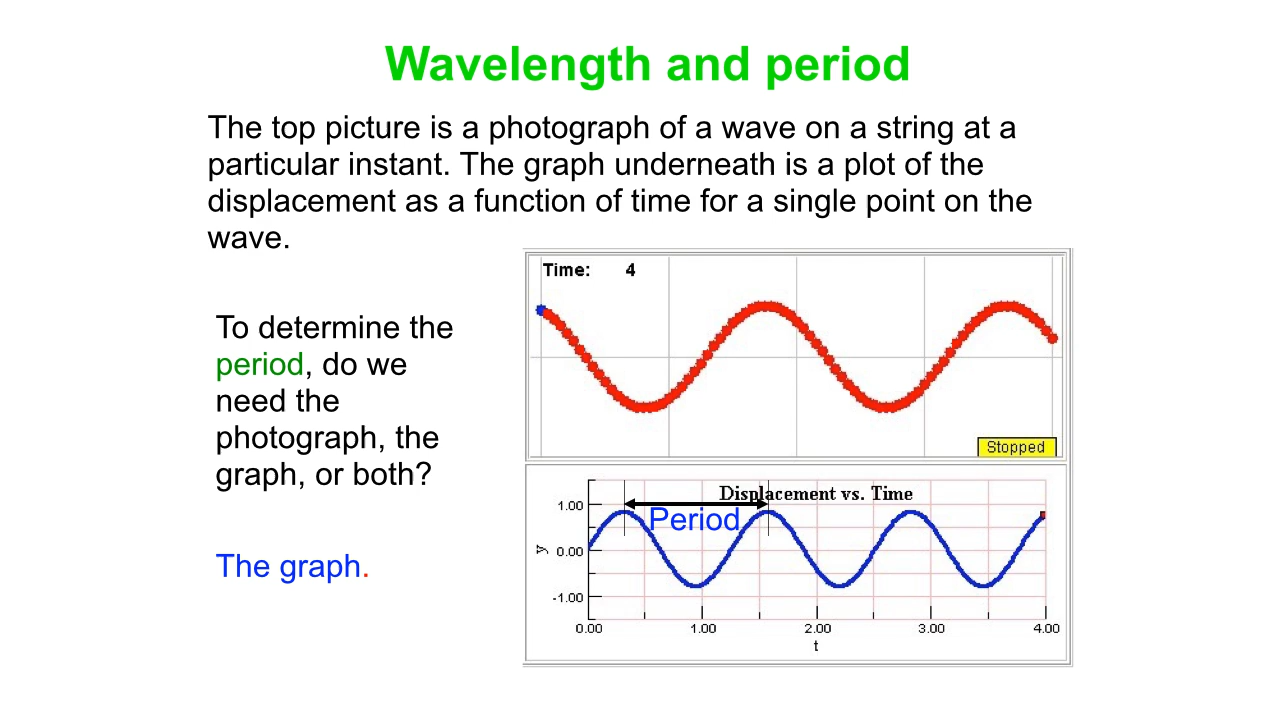 Wavelength and period
The top picture is a photograph of a wave on a string at a
particular instant. The graph underneath is a plot of the
displacement as a function of time for a single point on the
wave.
To determine the
period, do we
need the
photograph, the
graph, or both?
The graph.
Time: 4
Stopped
Displacement vs. Time
Period
1.00
y 0.00
-1.00
0.00 1.00 2.00 3.00 4.00
t